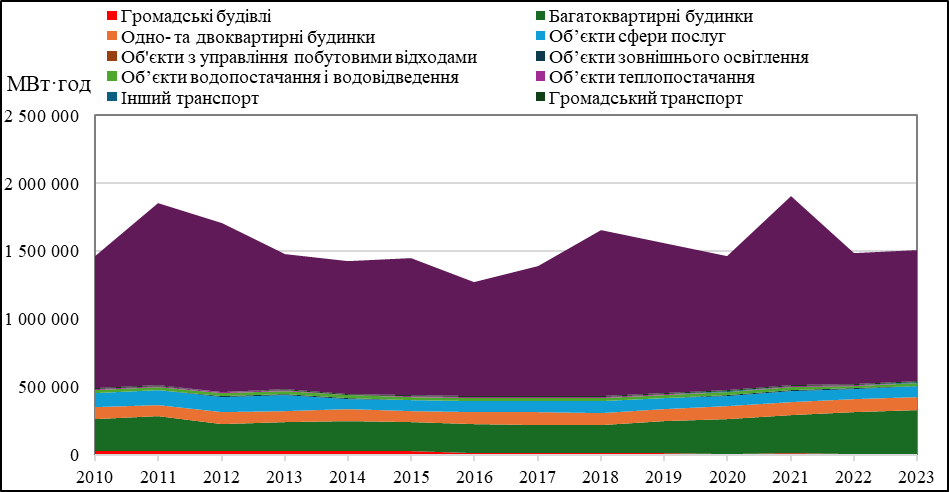 Громадські будівлі
Багатоквартирні будинки
Одно- та двоквартирні будинки
Об’єкти сфери послуг
Об'єкти з управління побутовими відходами
Об’єкти зовнішнього освітлення
Об’єкти водопостачання і водовідведення
Об’єкти теплопостачання
Інший транспорт
Громадський транспорт
МВт·год
2 500 000
2 000 000
1 500 000
1 000 000
500 000
0
2010 2011 2012 2013 2014 2015 2016 2017 2018 2019 2020 2021 2022 2023